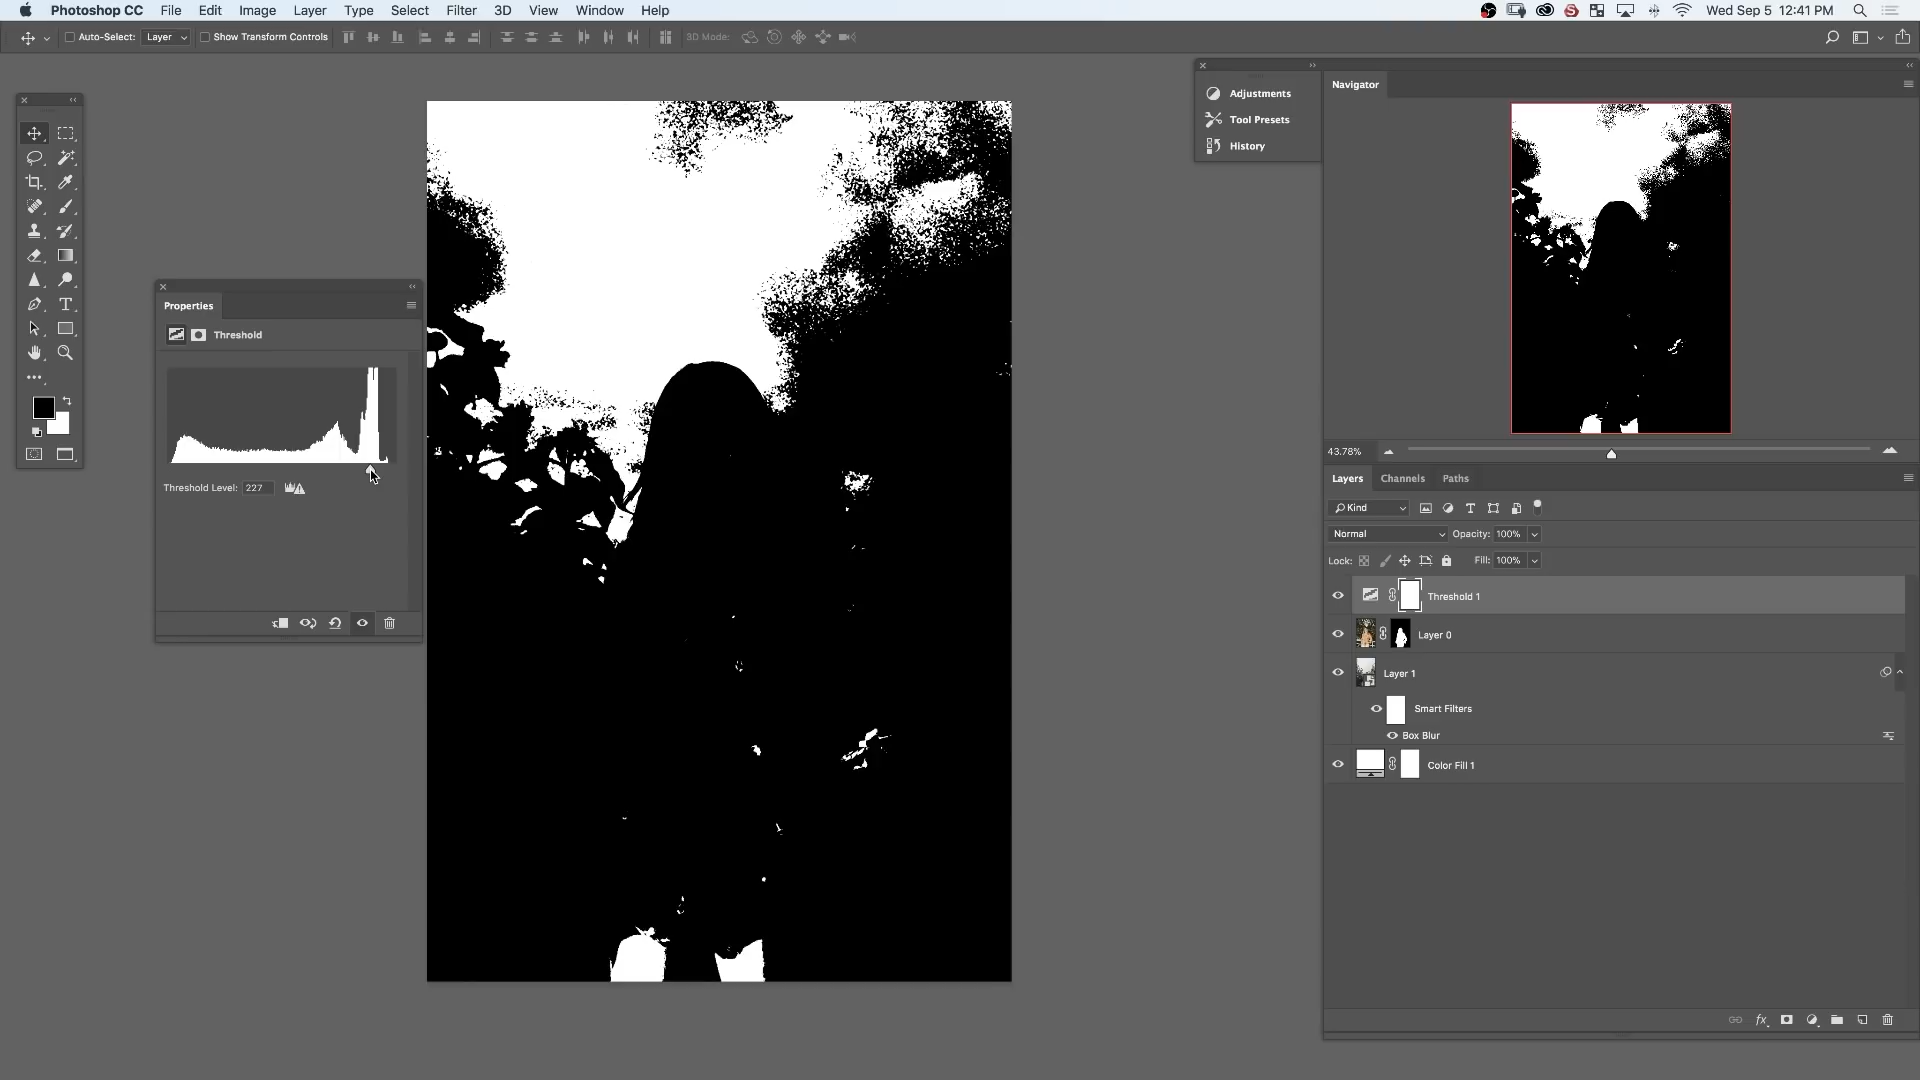 Photoshop CC File Edit Image Layer Type Select Filter 3D View Window Help Wed Sep 5 12:41 PM
Auto-Select: Layer Show Transform Controls 3D Mode:
Adjustments
Tool Presets
History
Navigator
43.78%
Properties
Threshold
Threshold Level: 227
Layers Channels Paths
Kind
Normal Opacity: 100%
Lock: Fill: 100%
Threshold 1
Layer 0
Layer 1
Smart Filters
Box Blur
Color Fill 1
fx